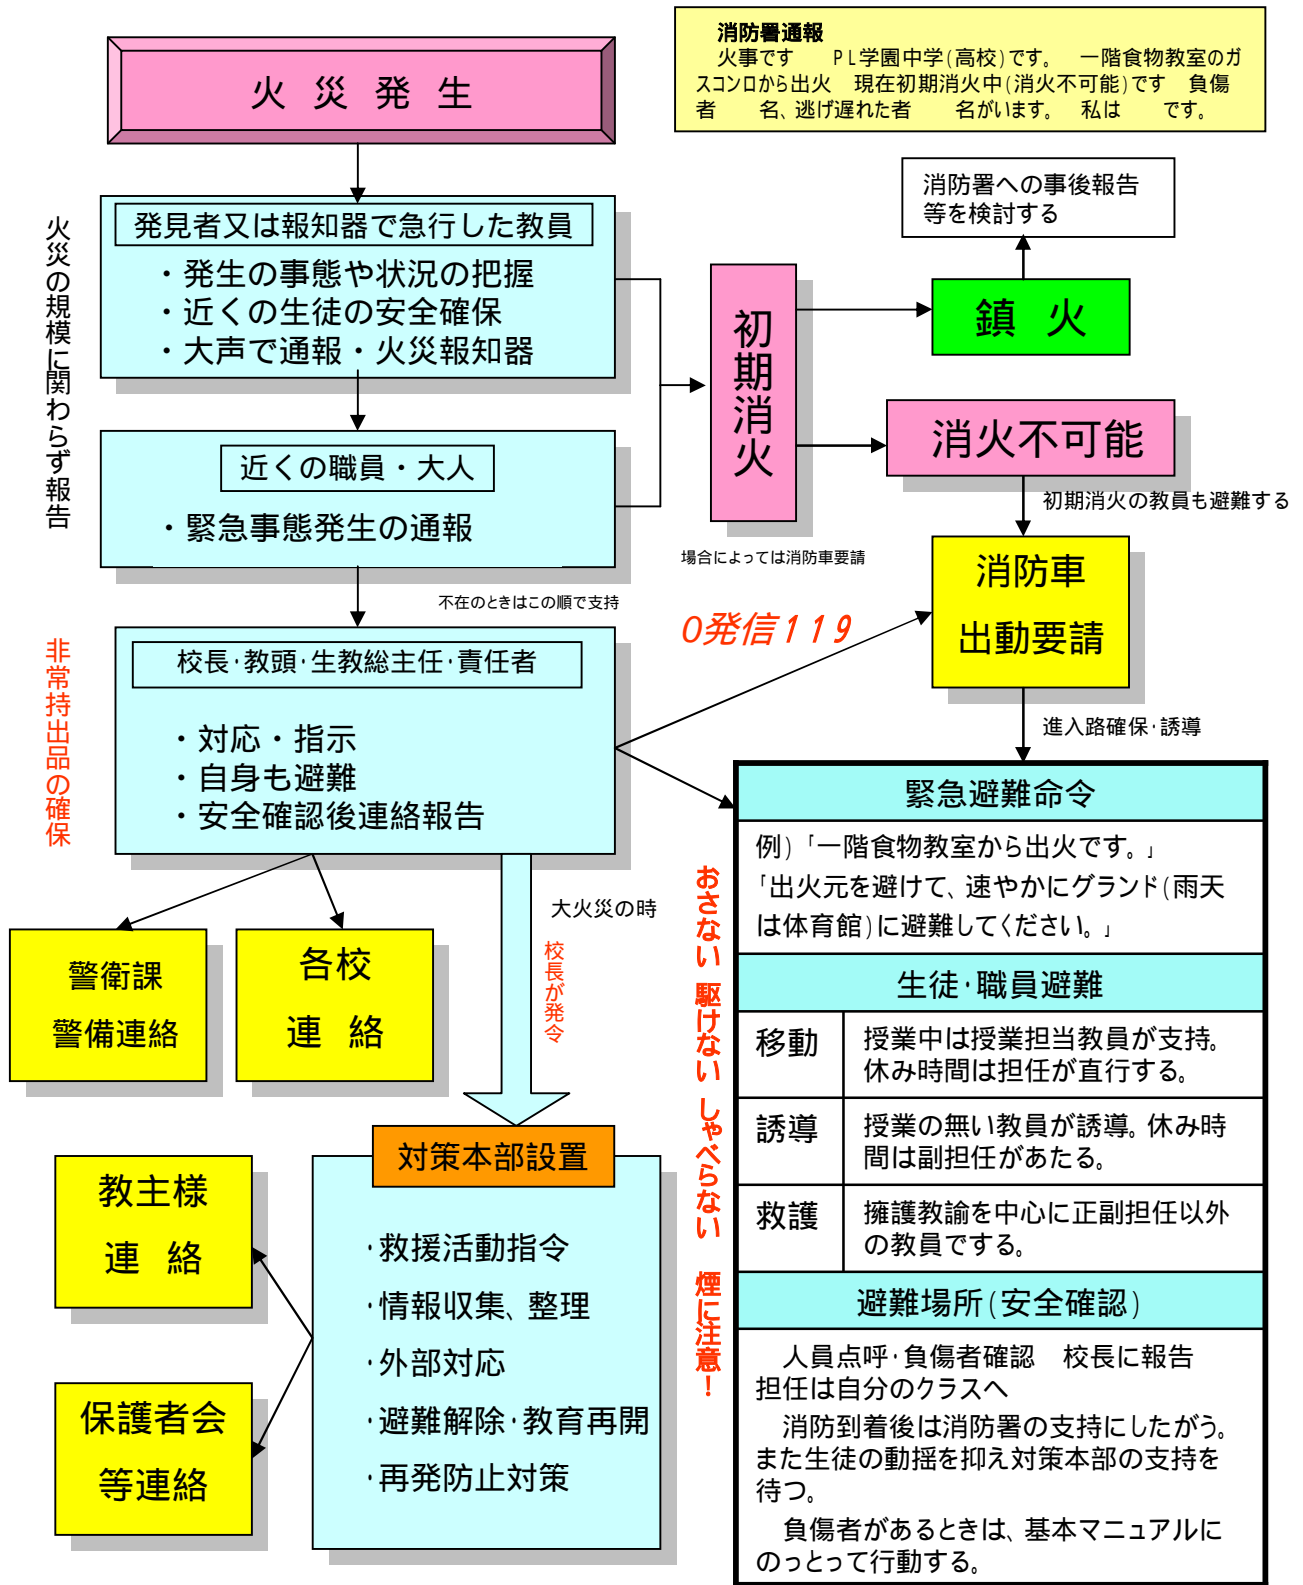 消防署通報
火事です　PL学園中学(高校)です。　一階食物教室のガ
スコンロから出火　現在初期消火中(消火不可能)です　負傷
者　　名、逃げ遅れた者　　名がいます。　私は　　です。
火 災 発 生
消防署への事後報告
等を検討する
火災の規模に関わらず報告
発見者又は報知器で急行した教員
・発生の事態や状況の把握
・近くの生徒の安全確保
・大声で通報・火災報知器
初期消火
鎮 火
消火不可能
近くの職員・大人
・緊急事態発生の通報
初期消火の教員も避難する
場合によっては消防車要請
消防車
出動要請
不在のときはこの順で支持
0発信119
非常持出品の確保
校長・教頭・生教総主任・責任者
・対応・指示
・自身も避難
・安全確認後連絡報告
進入路確保・誘導
緊急避難命令
例)「一階食物教室から出火です。」
「出火元を避けて、速やかにグランド(雨天
は体育館)に避難してください。」
おさない 駆けない しゃべらない 煙に注意！
大火災の時
校長が発令
警衛課
警備連絡
各校
連 絡
生徒・職員避難
移動
授業中は授業担当教員が支持。
休み時間は担任が直行する。
誘導
授業の無い教員が誘導。休み時
間は副担任があたる。
救護
擁護教諭を中心に正副担任以外
の教員でする。
対策本部設置
・救援活動指令
・情報収集、整理
・外部対応
・避難解除・教育再開
・再発防止対策
教主様
連 絡
保護者会
等連絡
避難場所(安全確認)
人員点呼・負傷者確認　校長に報告
担任は自分のクラスへ
消防到着後は消防署の支持にしたがう。
また生徒の動揺を抑え対策本部の支持を
待つ。
負傷者があるときは、基本マニュアルに
のっとって行動する。